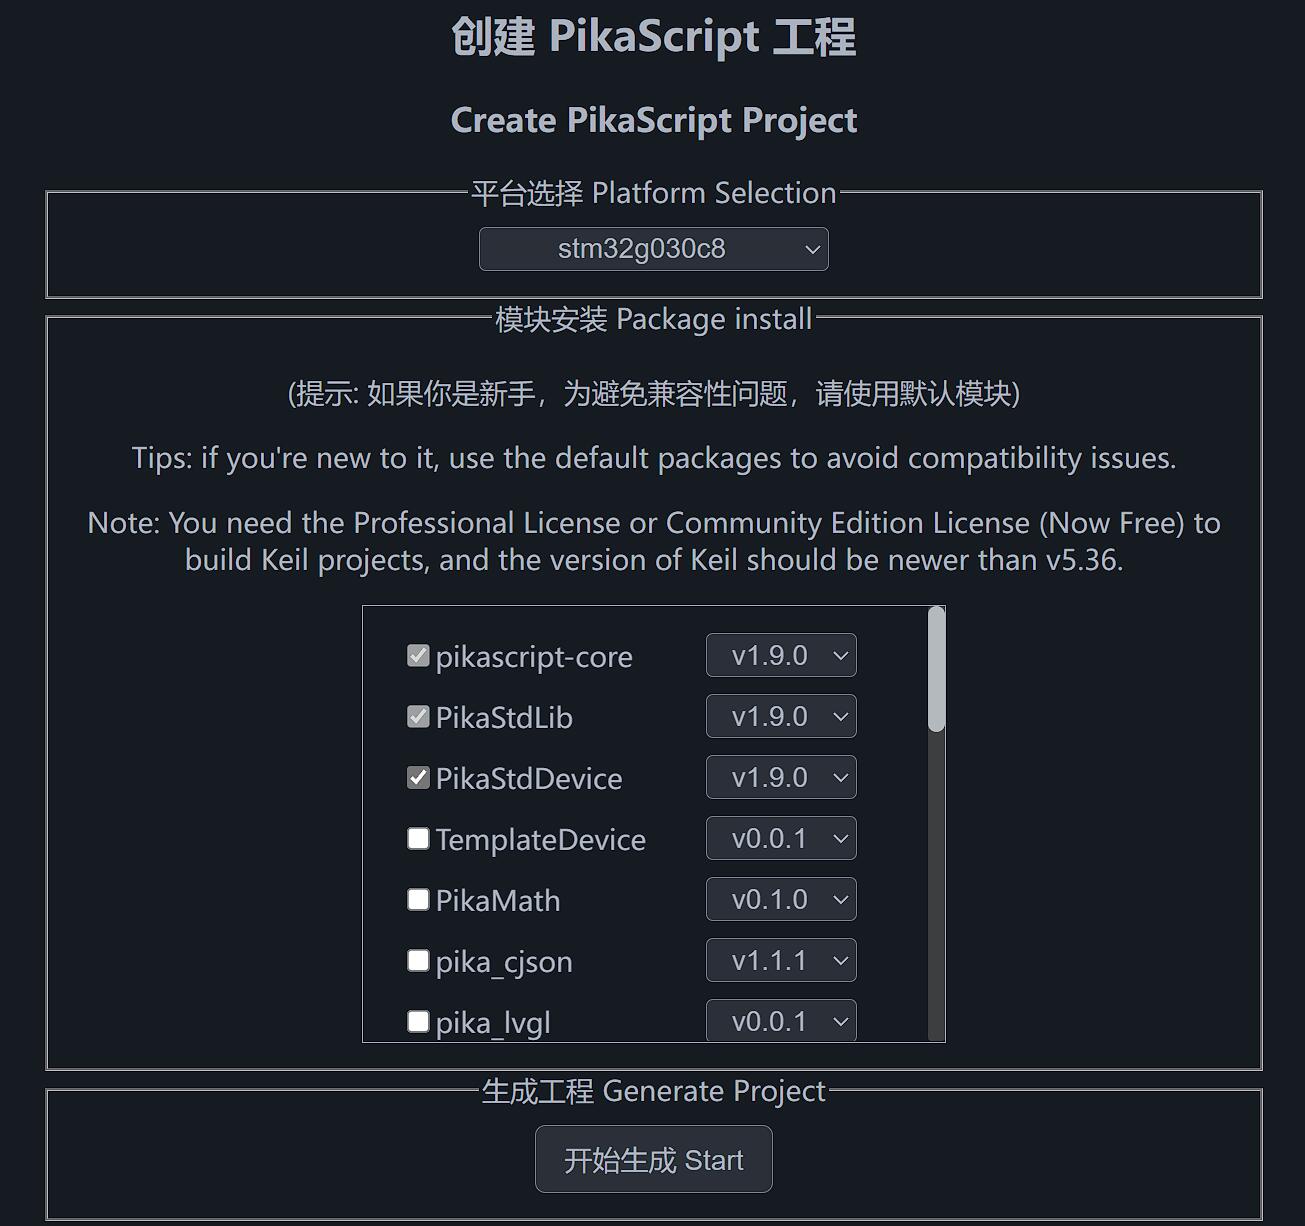 创建 PikaScript 工程
Create PikaScript Project
平台选择 Platform Selection
stm32g030c8
模块安装 Package install
(提示: 如果你是新手，为避免兼容性问题，请使用默认模块)
Tips: if you're new to it, use the default packages to avoid compatibility issues.
Note: You need the Professional License or Community Edition License (Now Free) to
build Keil projects, and the version of Keil should be newer than v5.36.
pikascript-core v1.9.0
PikaStdLib v1.9.0
PikaStdDevice v1.9.0
TemplateDevice v0.0.1
PikaMath v0.1.0
pika_cjson v1.1.1
pika_lvgl v0.0.1
生成工程 Generate Project
开始生成 Start